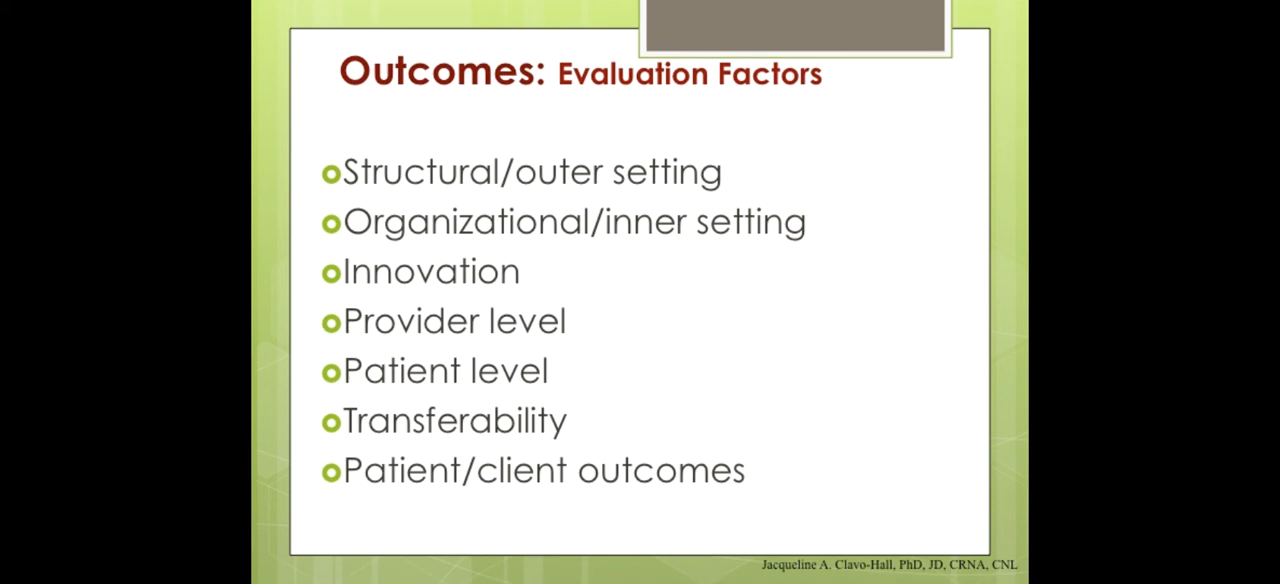 Outcomes: Evaluation Factors
Structural/outer setting
Organizational/inner setting
Innovation
Provider level
Patient level
Transferability
Patient/client outcomes
Jacqueline A. Clavo-Hall, PhD, JD, CRNA, CNL